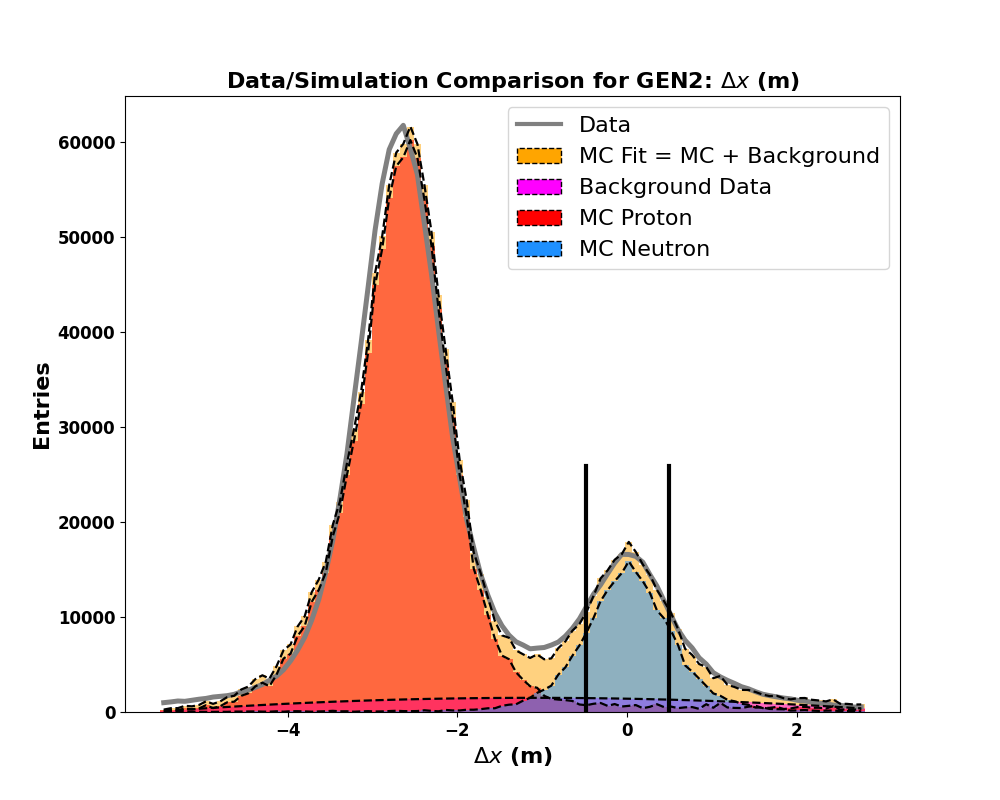 Data/Simulation Comparison for GEN2: Δx (m)
Data
MC Fit = MC + Background
Background Data
MC Proton
MC Neutron
60000
50000
40000
30000
20000
10000
0
Entries
−4 −2 0 2
Δx (m)